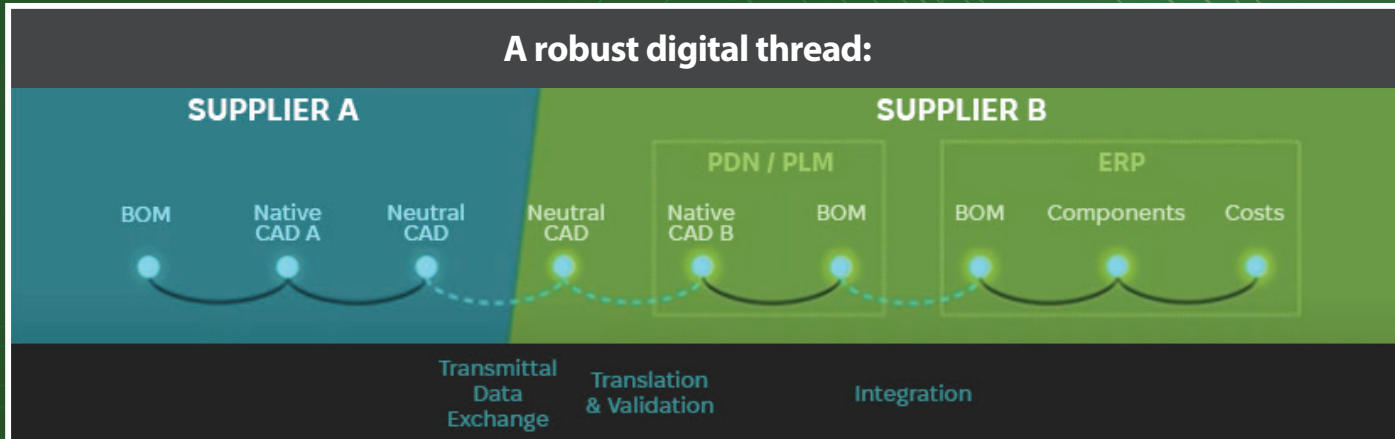 A robust digital thread:
SUPPLIER A
SUPPLIER B
PDN / PLM
ERP
BOM
Native
CAD A
Neutral
CAD
Neutral
CAD
Native
CAD B
BOM
BOM
Components
Costs
Transmittal
Data
Exchange
Translation
& Validation
Integration